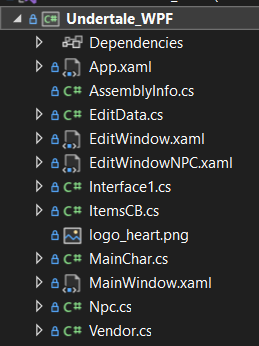 Undertale_WPF
Dependencies
App.xaml
AssemblyInfo.cs
EditData.cs
EditWindow.xaml
EditWindowNPC.xaml
Interface1.cs
ItemsCB.cs
logo_heart.png
MainChar.cs
MainWindow.xaml
Npc.cs
Vendor.cs